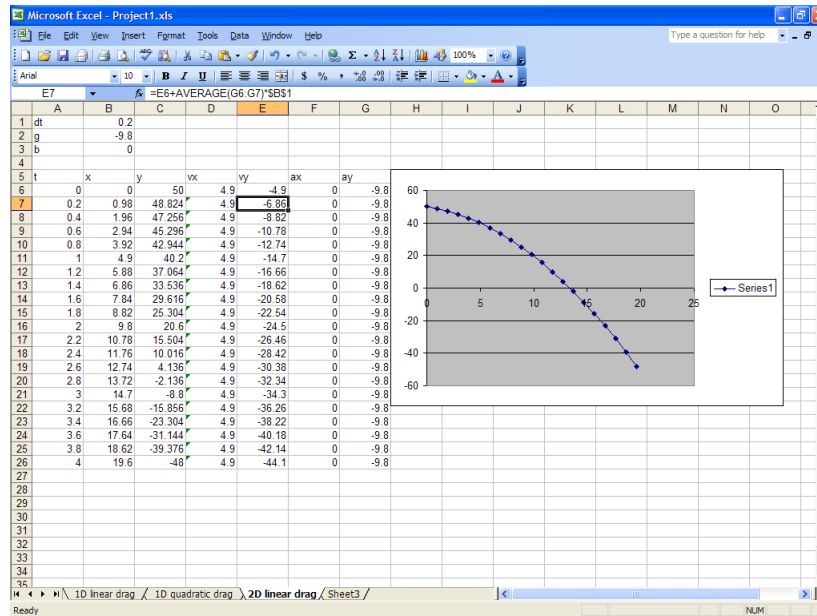 Microsoft Excel - Project1.xls
File Edit View Insert Format Tools Data Window Help Type a question for help
100%
Arial 10 B I U $ % ,
E7 fx =E6+AVERAGE(G6:G7)*$B$1
A B C D E F G H I J K L M N O
1 dt 0.2
2 g -9.8
3 b 0
4
5 t x y vx vy ax ay
6 0 0 50 4.9 -4.9 0 -9.8
7 0.2 0.98 48.824 4.9 -6.86 0 -9.8
8 0.4 1.96 47.256 4.9 -8.82 0 -9.8
9 0.6 2.94 45.296 4.9 -10.78 0 -9.8
10 0.8 3.92 42.944 4.9 -12.74 0 -9.8
11 1 4.9 40.2 4.9 -14.7 0 -9.8
12 1.2 5.88 37.064 4.9 -16.66 0 -9.8
13 1.4 6.86 33.536 4.9 -18.62 0 -9.8
14 1.6 7.84 29.616 4.9 -20.58 0 -9.8
15 1.8 8.82 25.304 4.9 -22.54 0 -9.8
16 2 9.8 20.6 4.9 -24.5 0 -9.8
17 2.2 10.78 15.504 4.9 -26.46 0 -9.8
18 2.4 11.76 10.016 4.9 -28.42 0 -9.8
19 2.6 12.74 4.136 4.9 -30.38 0 -9.8
20 2.8 13.72 -2.136 4.9 -32.34 0 -9.8
21 3 14.7 -8.8 4.9 -34.3 0 -9.8
22 3.2 15.68 -15.856 4.9 -36.26 0 -9.8
23 3.4 16.66 -23.304 4.9 -38.22 0 -9.8
24 3.6 17.64 -31.144 4.9 -40.18 0 -9.8
25 3.8 18.62 -39.376 4.9 -42.14 0 -9.8
26 4 19.6 -48 4.9 -44.1 0 -9.8
27
28
29
30
31
32
33
34
35
60
40
20
0
-20
-40
-60
0 5 10 15 20 25
Series1
1D linear drag / 1D quadratic drag \ 2D linear drag / Sheet3 /
Ready NUM